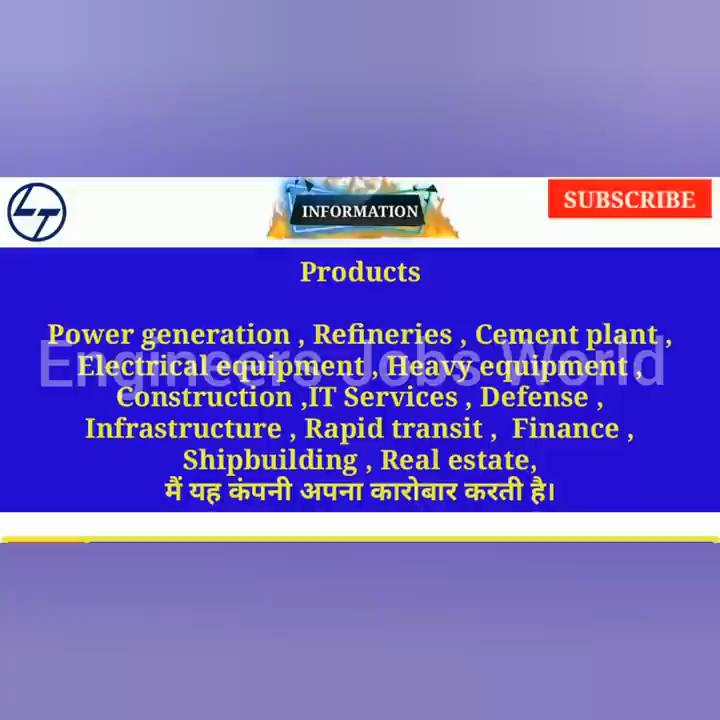 LT
INFORMATION
SUBSCRIBE
Products
Power generation , Refineries , Cement plant ,
Electrical equipment , Heavy equipment ,
Construction ,IT Services , Defense ,
Infrastructure , Rapid transit , Finance ,
Shipbuilding , Real estate,
मैं यह कंपनी अपना कारोबार करती है।
Engineers Jobs World